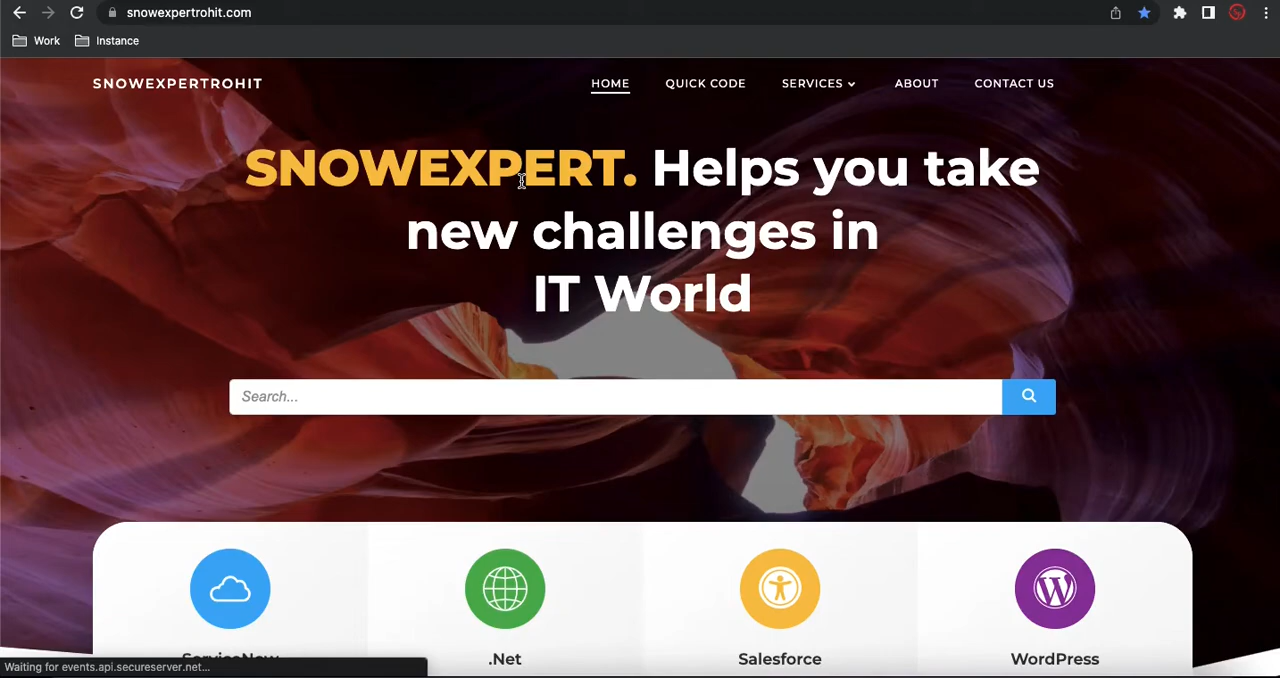 snowexpertrohit.com
Work Instance
SNOWEXPERTROHIT HOME QUICK CODE SERVICES ABOUT CONTACT US
SNOWEXPERT. Helps you take
new challenges in
IT World
Search...
ServiceNow .Net Salesforce WordPress
Waiting for events.api.secureserver.net...